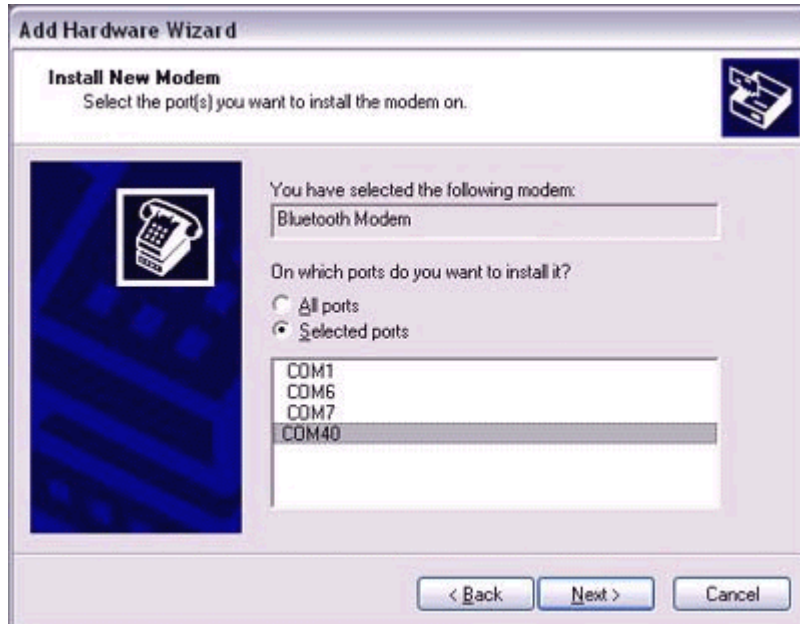 Add Hardware Wizard
Install New Modem
Select the port(s) you want to install the modem on.
You have selected the following modem:
Bluetooth Modem
On which ports do you want to install it?
All ports
Selected ports
COM1
COM6
COM7
COM40
< Back
Next >
Cancel